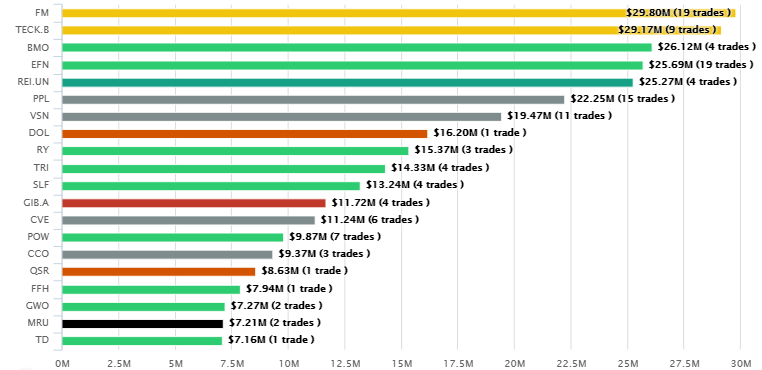 FM $29.80M (19 trades )
TECK.B $29.17M (9 trades )
BMO $26.12M (4 trades )
EFN $25.69M (19 trades )
REI.UN $25.27M (4 trades )
PPL $22.25M (15 trades )
VSN $19.47M (11 trades )
DOL $16.20M (1 trade )
RY $15.37M (3 trades )
TRI $14.33M (4 trades )
SLF $13.24M (4 trades )
GIB.A $11.72M (4 trades )
CVE $11.24M (6 trades )
POW $9.87M (7 trades )
CCO $9.37M (3 trades )
QSR $8.63M (1 trade )
FFH $7.94M (1 trade )
GWO $7.27M (2 trades )
MRU $7.21M (2 trades )
TD $7.16M (1 trade )
0M 2.5M 5M 7.5M 10M 12.5M 15M 17.5M 20M 22.5M 25M 27.5M 30M